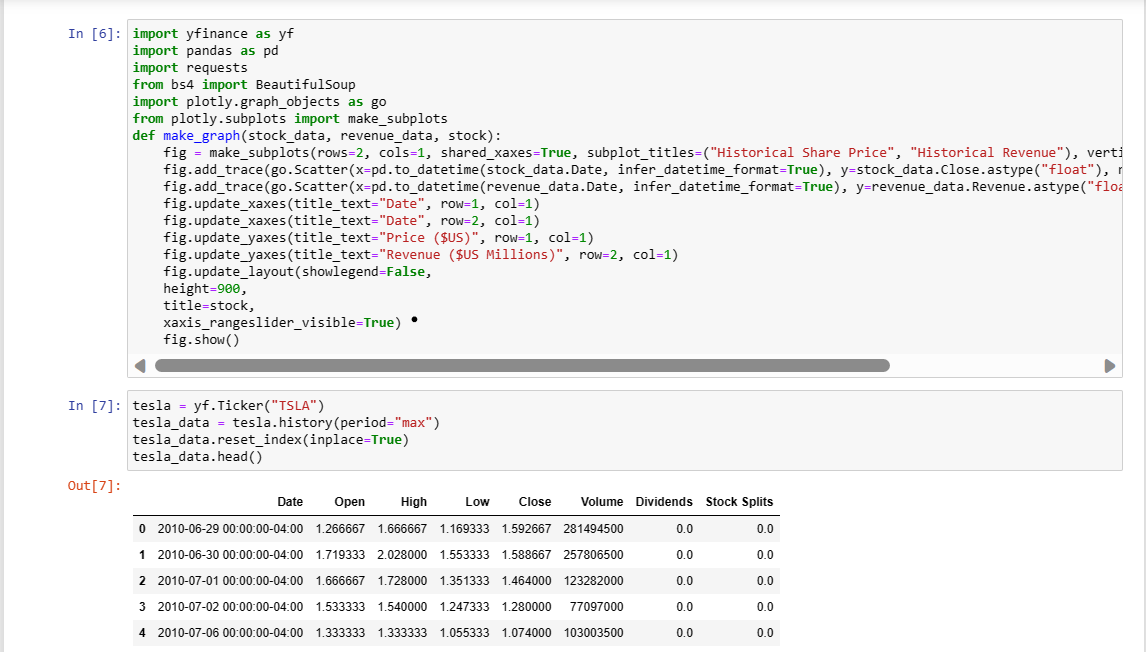 In [6]: import yfinance as yf
import pandas as pd
import requests
from bs4 import BeautifulSoup
import plotly.graph_objects as go
from plotly.subplots import make_subplots
def make_graph(stock_data, revenue_data, stock):
    fig = make_subplots(rows=2, cols=1, shared_xaxes=True, subplot_titles=("Historical Share Price", "Historical Revenue"), verti
    fig.add_trace(go.Scatter(x=pd.to_datetime(stock_data.Date, infer_datetime_format=True), y=stock_data.Close.astype("float"),
    fig.add_trace(go.Scatter(x=pd.to_datetime(revenue_data.Date, infer_datetime_format=True), y=revenue_data.Revenue.astype("floa
    fig.update_xaxes(title_text="Date", row=1, col=1)
    fig.update_xaxes(title_text="Date", row=2, col=1)
    fig.update_yaxes(title_text="Price ($US)", row=1, col=1)
    fig.update_yaxes(title_text="Revenue ($US Millions)", row=2, col=1)
    fig.update_layout(showlegend=False,
    height=900,
    title=stock,
    xaxis_rangeslider_visible=True)
    fig.show()
In [7]: tesla = yf.Ticker("TSLA")
tesla_data = tesla.history(period="max")
tesla_data.reset_index(inplace=True)
tesla_data.head()
Out[7]:
Date Open High Low Close Volume Dividends Stock Splits
0 2010-06-29 00:00:00-04:00 1.266667 1.666667 1.169333 1.592667 281494500 0.0 0.0
1 2010-06-30 00:00:00-04:00 1.719333 2.028000 1.553333 1.588667 257806500 0.0 0.0
2 2010-07-01 00:00:00-04:00 1.666667 1.728000 1.351333 1.464000 123282000 0.0 0.0
3 2010-07-02 00:00:00-04:00 1.533333 1.540000 1.247333 1.280000 77097000 0.0 0.0
4 2010-07-06 00:00:00-04:00 1.333333 1.333333 1.055333 1.074000 103003500 0.0 0.0